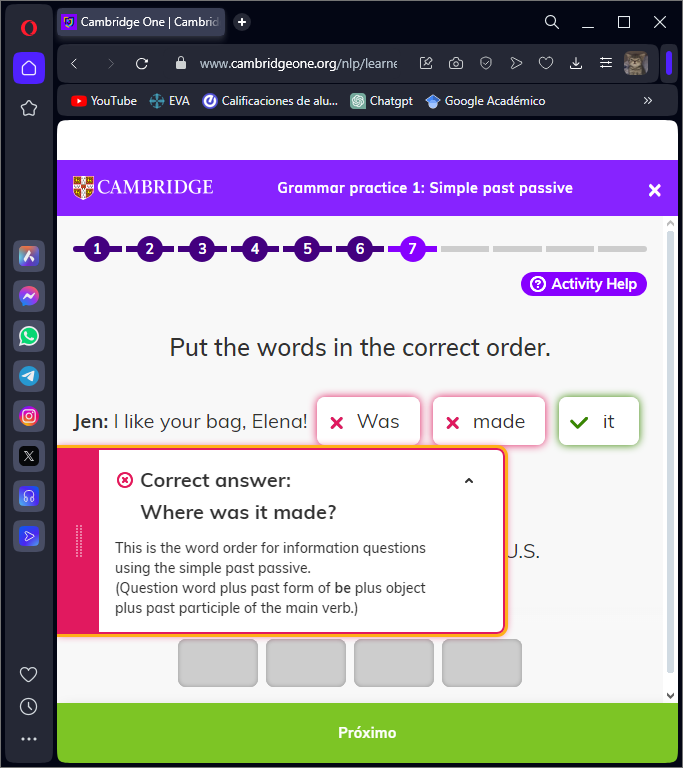 Cambridge One | Cambrid
www.cambridgeone.org/nlp/learne
YouTube EVA Calificaciones de alu... Chatgpt Google Académico
CAMBRIDGE
Grammar practice 1: Simple past passive
1 2 3 4 5 6 7
Activity Help
Put the words in the correct order.
Jen: I like your bag, Elena! Was made it
Correct answer:
Where was it made?
This is the word order for information questions
using the simple past passive.
(Question word plus past form of be plus object
plus past participle of the main verb.)
U.S.
Próximo